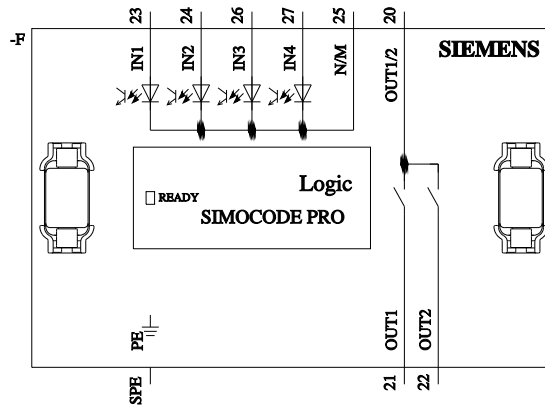 23 24 26 27 25 20
-F
SIEMENS
IN1 IN2 IN3 IN4 N/M OUT1/2
Logic
READY
SIMOCODE PRO
PE OUT1 OUT2
SPE 21 22